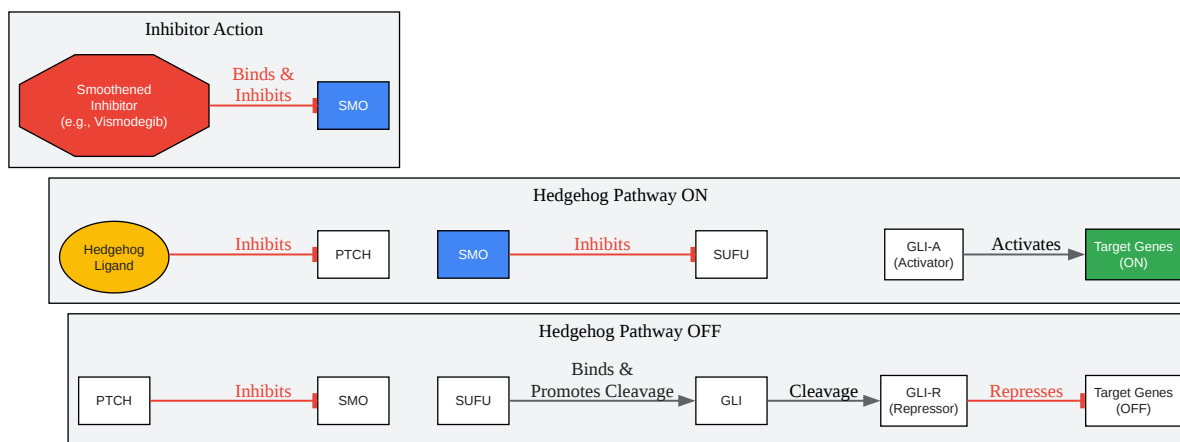 Inhibitor Action
Smoothened
Inhibitor
(e.g., Vismodegib)
Binds &
Inhibits
SMO
Hedgehog Pathway ON
Hedgehog
Ligand
Inhibits
PTCH
SMO
Inhibits
SUFU
GLI-A
(Activator)
Activates
Target Genes
(ON)
Hedgehog Pathway OFF
PTCH
Inhibits
SMO
SUFU
Binds &
Promotes Cleavage
GLI
Cleavage
GLI-R
(Repressor)
Represses
Target Genes
(OFF)